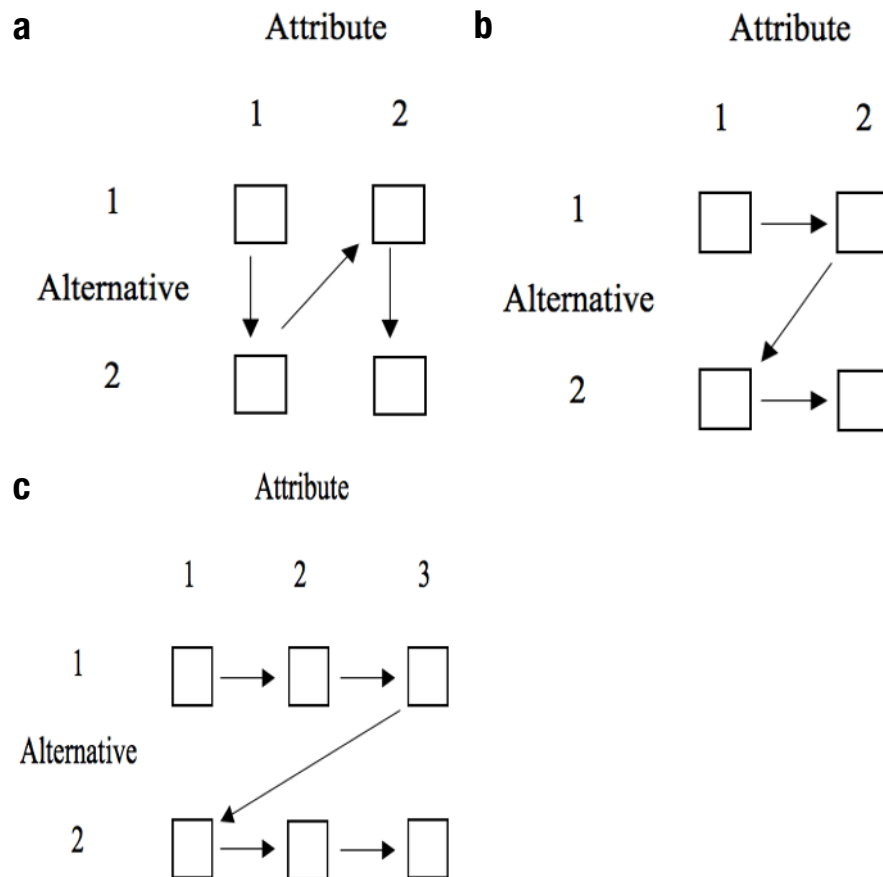 a Attribute
1 2
1
Alternative
2
b Attribute
1 2
1
Alternative
2
c Attribute
1 2 3
1
Alternative
2